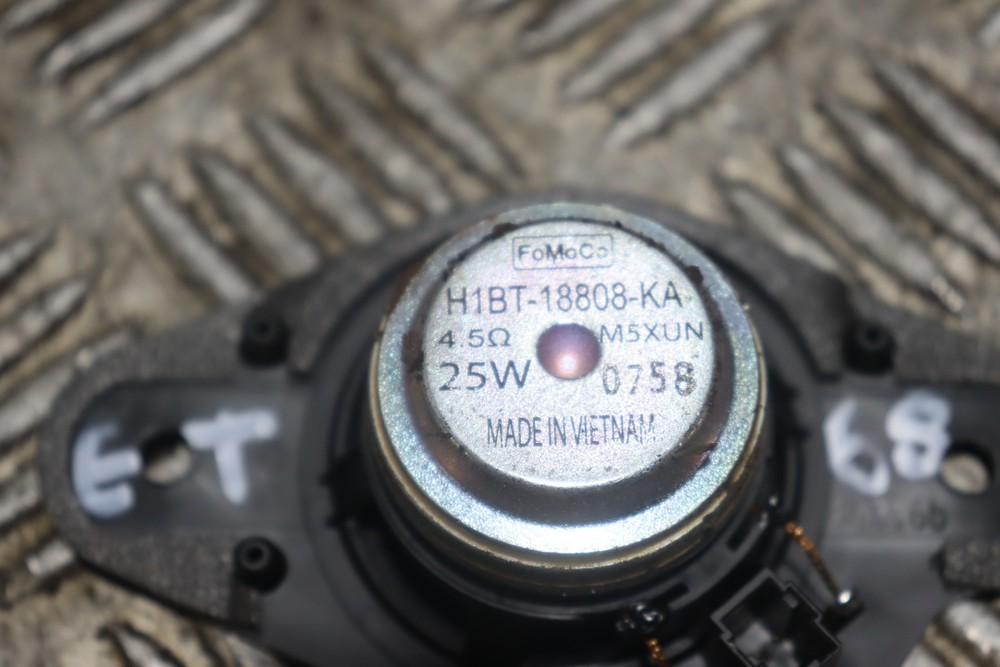 FoMoCo
H1BT-18808-KA
4.5Ω M5XUN
25W 0758
MADE IN VIETNAM
ET 68